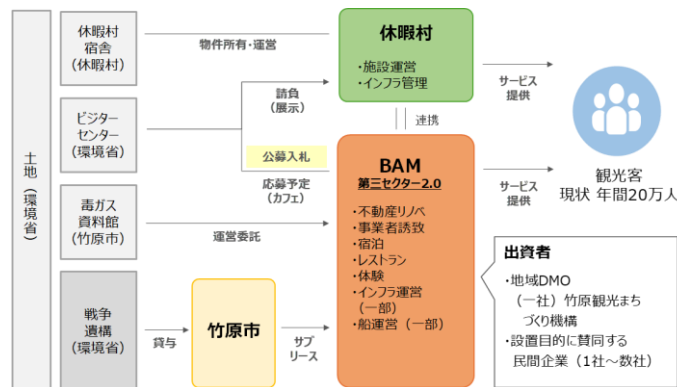 土地（環境省）
休暇村
宿舎
（休暇村）
ビジター
センター
（環境省）
毒ガス
資料館
（竹原市）
戦争
遺構
（環境省）
物件所有・運営
請負
（展示）
公募入札
応募予定
（カフェ）
運営委託
貸与
竹原市
サブ
リース
休暇村
・施設運営
・インフラ管理
連携
BAM
第三セクター2.0
・不動産リノベ
・事業者誘致
・宿泊
・レストラン
・体験
・インフラ運営
（一部）
・船運営（一部）
サービス
提供
サービス
提供
観光客
現状 年間20万人
出資者
・地域DMO
（一社）竹原観光まち
づくり機構
・設置目的に賛同する
民間企業（1社～数社）